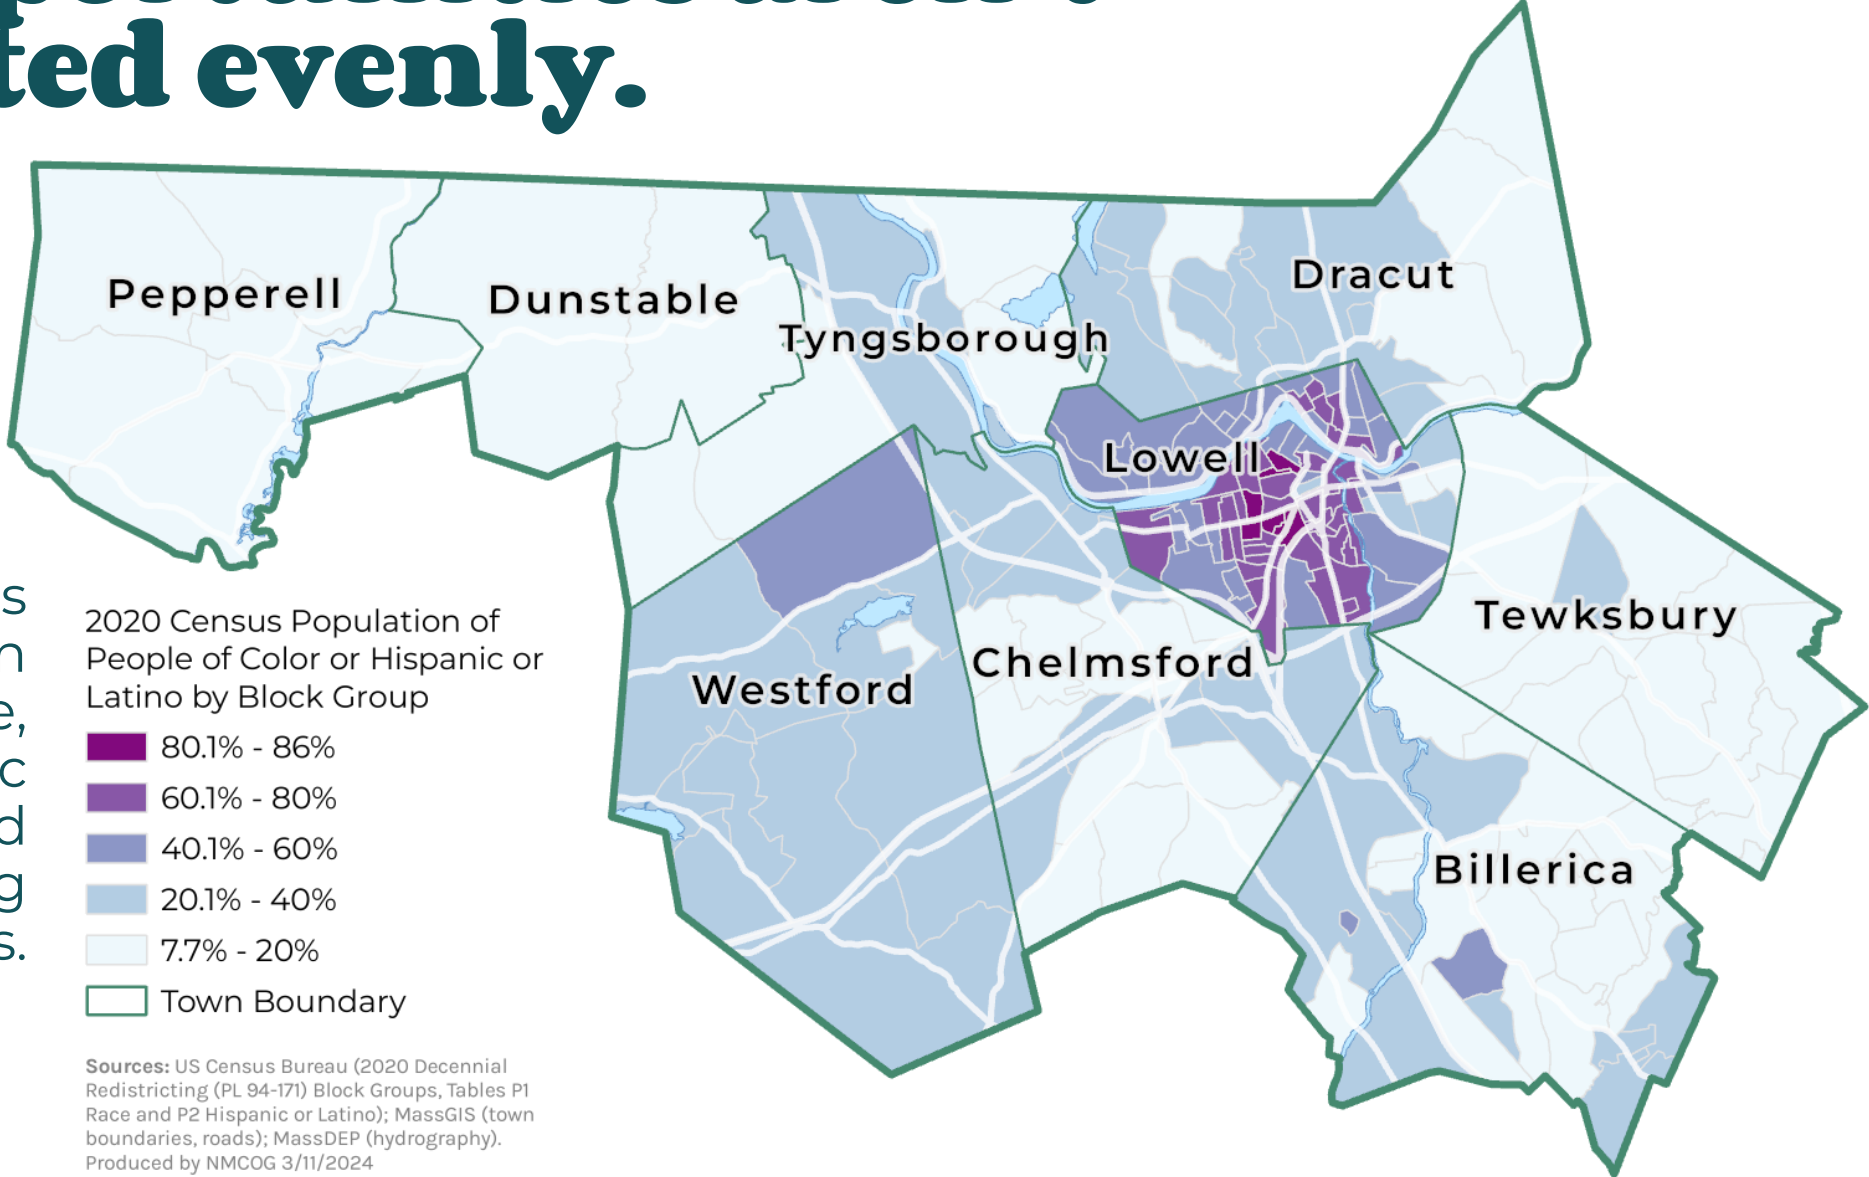 ted evenly.
Pepperell
Dunstable
Tyngsborough
Dracut
Lowell
Tewksbury
Chelmsford
Westford
Billerica
s
n
e,
c
d
g
s.
2020 Census Population of
People of Color or Hispanic or
Latino by Block Group
80.1% - 86%
60.1% - 80%
40.1% - 60%
20.1% - 40%
7.7% - 20%
Town Boundary
Sources: US Census Bureau (2020 Decennial
Redistricting (PL 94-171) Block Groups, Tables P1
Race and P2 Hispanic or Latino); MassGIS (town
boundaries, roads); MassDEP (hydrography).
Produced by NMCOG 3/11/2024